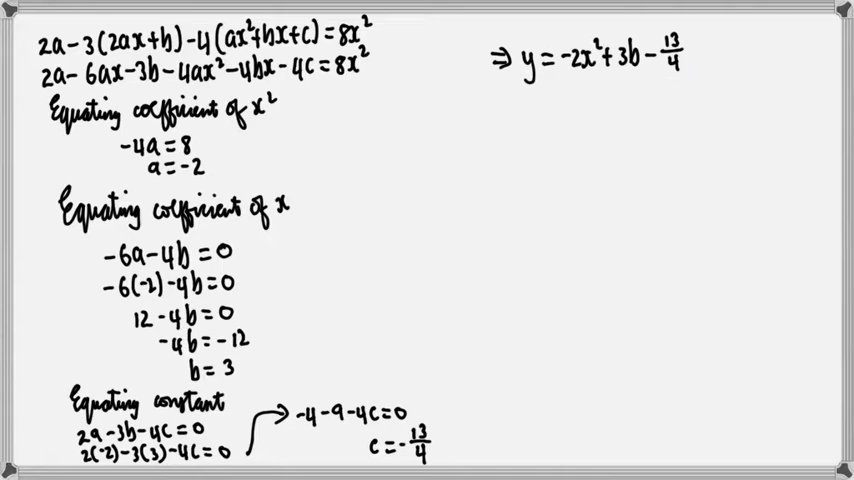 2a-3(2ax+b)-4(ax²+bx+c)=8x²
2a-6ax-3b-4ax²-4bx-4c=8x²
Equating coefficient of x²
-4a=8
a=-2
Equating coefficient of x
-6a-4b=0
-6(-2)-4b=0
12-4b=0
-4b=-12
b=3
Equating constant
2a-3b-4c=0
2(-2)-3(3)-4c=0
→ -4-9-4c=0
c=-13/4
⇒ y=-2x²+3b-13/4